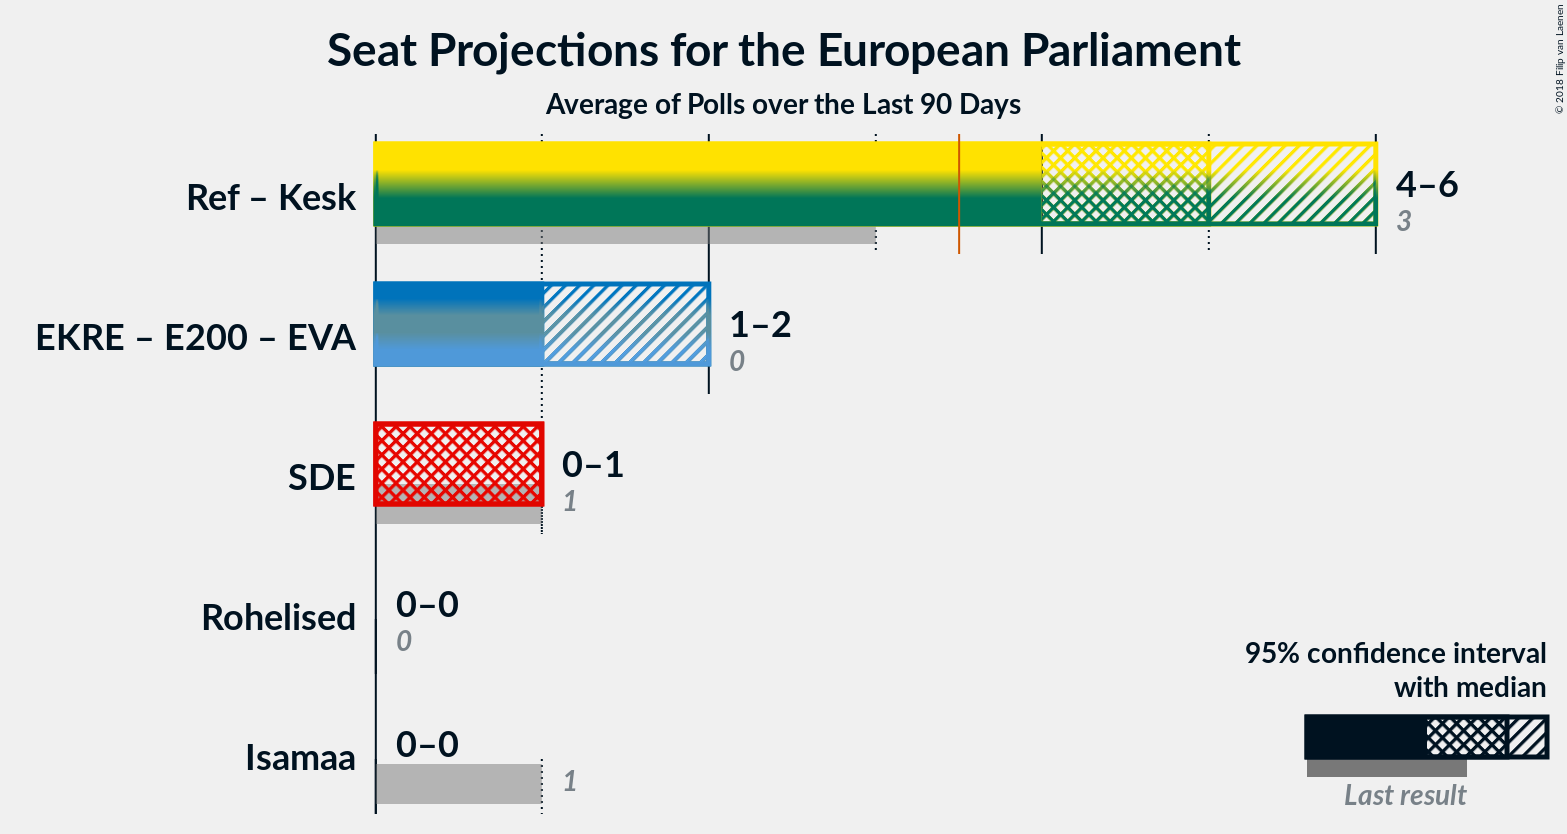 Seat Projections for the European Parliament
Average of Polls over the Last 90 Days
© 2018 Filip van Laenen
Ref – Kesk
4–6
3
EKRE – E200 – EVA
1–2
0
SDE
0–1
1
Rohelised
0–0
0
Isamaa
0–0
1
95% confidence interval
with median
Last result